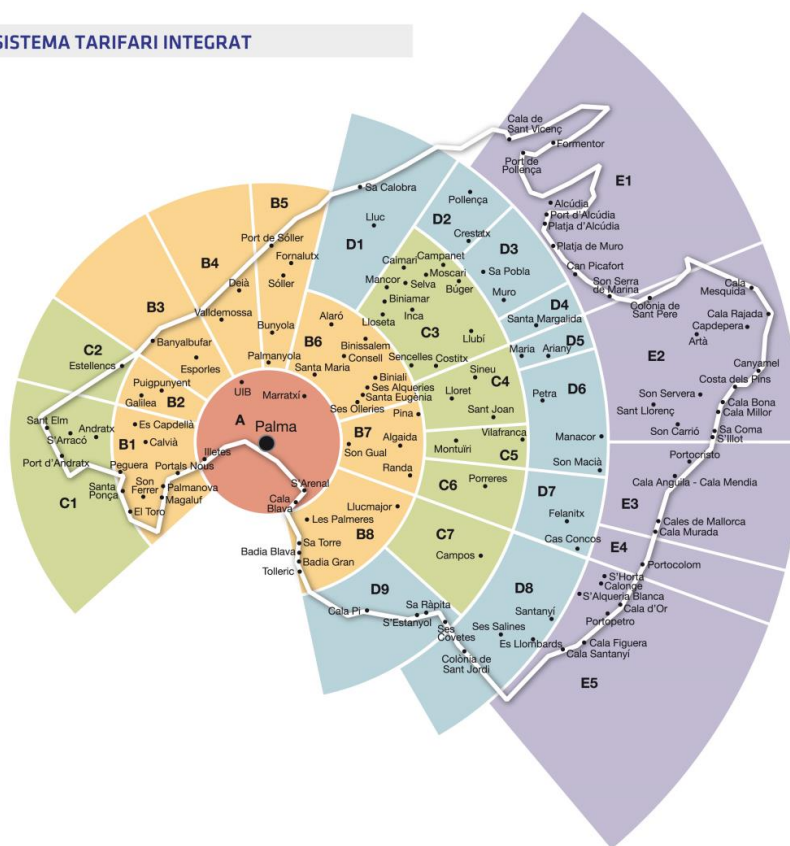 SISTEMA TARIFARI INTEGRAT
Cala de
Sant Vicenç
Formentor
Port de
Pollença
E1
Sa Calobra
Pollença
Alcúdia
Port d'Alcúdia
Platja d'Alcúdia
B5
Lluc
D2
Crestatx
D1
D3
Platja de Muro
Port de Sóller
B4
Fornalutx
Caimari
Campanet
Moscari
Sa Pobla
Can Picafort
Sóller
Mancor
Selva
Búger
Muro
Son Serra
de Marina
Cala
Mesquida
Deià
Biniamar
D4
Colònia de
Sant Pere
B3
Valldemossa
Alaró
Lloseta
Inca
C3
Santa Margalida
Cala Rajada
Capdepera
Artà
Bunyola
B6
Llubí
D5
C2
Banyalbufar
Binissalem
Consell
Maria
Ariany
E2
Estellencs
Esporles
Palmanyola
Santa Maria
Sencelles
Costitx
Canyamel
Puigpunyent
UIB
Biniali
Sineu
C4
D6
Costa dels Pins
Galilea
B2
Marratxí
Ses Alqueries
Santa Eugènia
Lloret
Petra
Son Servera
Cala Bona
Ses Olleries
Sant Joan
Sant Llorenç
Cala Millor
Sant Elm
Es Capdellà
A
Palma
Pina
Son Carrió
Sa Coma
S'Illot
Andratx
B1
Calvià
B7
Algaida
Vilafranca
Manacor
S'Arracó
Illetes
Son Gual
Montuïri
C5
Port d'Andratx
Peguera
Portals Nous
Randa
Son Macià
Portocristo
Santa
Ponça
Son
Ferrer
Palmanova
Magaluf
S'Arenal
C6
Porreres
D7
Cala Anguila - Cala Mendia
C1
El Toro
Cala
Blava
Llucmajor
Felanitx
E3
Les Palmeres
Cales de Mallorca
Cala Murada
B8
C7
Cas Concos
E4
Sa Torre
Badia Blava
Campos
Badia Gran
Portocolom
Tolleric
S'Horta
Calonge
D9
D8
S'Alqueria Blanca
Cala Pi
Sa Ràpita
Cala d'Or
S'Estanyol
Santanyí
Portopetro
Ses
Covetes
Ses Salines
Es Llombards
Cala Figuera
Cala Santanyí
Colònia de
Sant Jordi
E5